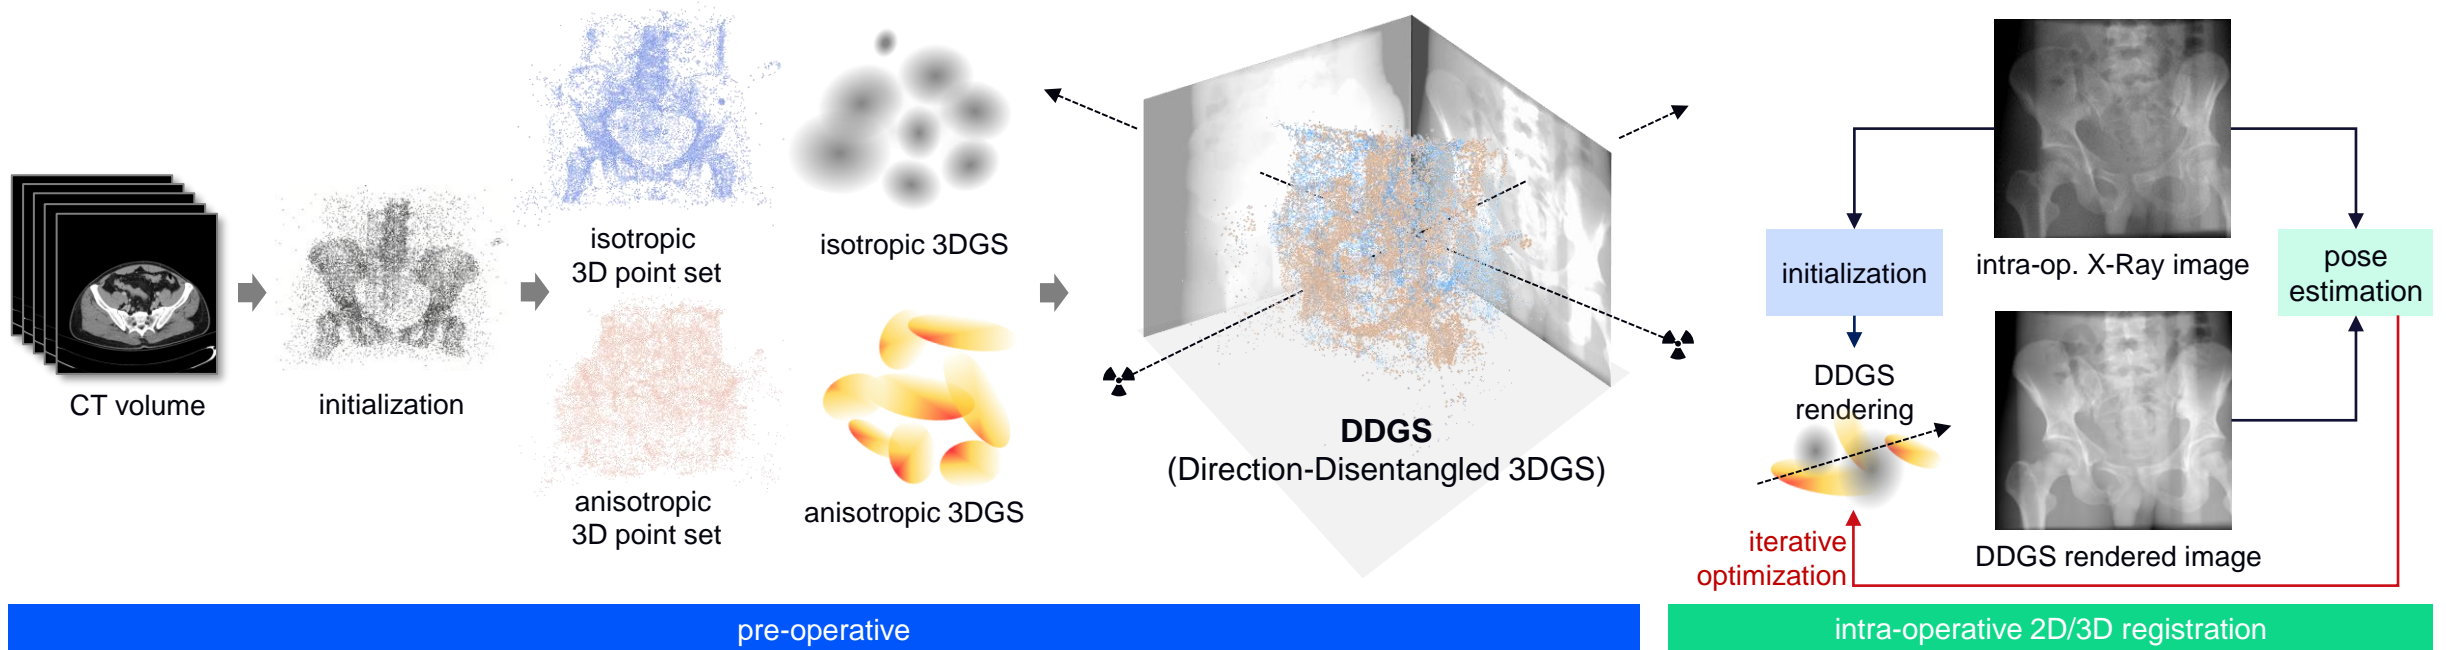 CT volume
initialization
isotropic
3D point set
isotropic 3DGS
anisotropic
3D point set
anisotropic 3DGS
DDGS
(Direction-Disentangled 3DGS)
initialization
DDGS
rendering
iterative
optimization
intra-op. X-Ray image
DDGS rendered image
pose
estimation
pre-operative
intra-operative 2D/3D registration